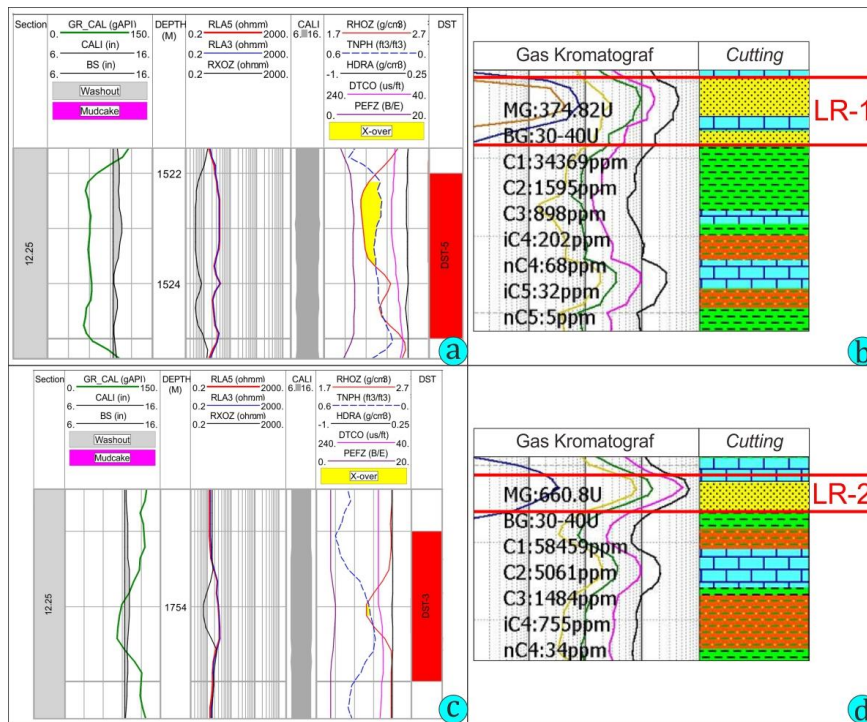 Section
GR_CAL (gAPI)
0. 150.
CALI (in)
6. 16.
BS (in)
6. 16.
Washout
Mudcake
DEPTH
(M)
RLA5 (ohmm)
0.2 2000.
RLA3 (ohmm)
0.2 2000.
RXOZ (ohmm)
0.2 2000.
CALI (in)
6. 16.
RHOZ (g/cm3)
1.7 2.7
TNPH (ft3/ft3)
0.6 0.
HDRA (g/cm3)
-1. 0.25
DTCO (us/ft)
240. 40.
PEFZ (B/E)
0. 20.
X-over
DST
12.25
1522
1524
DST-5
a
Gas Kromatograf Cutting
MG:374.82U
BG:30-40U
C1:34369ppm
C2:1595ppm
C3:898ppm
iC4:202ppm
nC4:68ppm
iC5:32ppm
nC5:5ppm
LR-1
b
Section
GR_CAL (gAPI)
0. 150.
CALI (in)
6. 16.
BS (in)
6. 16.
Washout
Mudcake
DEPTH
(M)
RLA5 (ohmm)
0.2 2000.
RLA3 (ohmm)
0.2 2000.
RXOZ (ohmm)
0.2 2000.
CALI (in)
6. 16.
RHOZ (g/cm3)
1.7 2.7
TNPH (ft3/ft3)
0.6 0.
HDRA (g/cm3)
-1. 0.25
DTCO (us/ft)
240. 40.
PEFZ (B/E)
0. 20.
X-over
DST
12.25
1754
DST-3
c
Gas Kromatograf Cutting
MG:660.8U
BG:30-40U
C1:58459ppm
C2:5061ppm
C3:1484ppm
iC4:755ppm
nC4:34ppm
LR-2
d